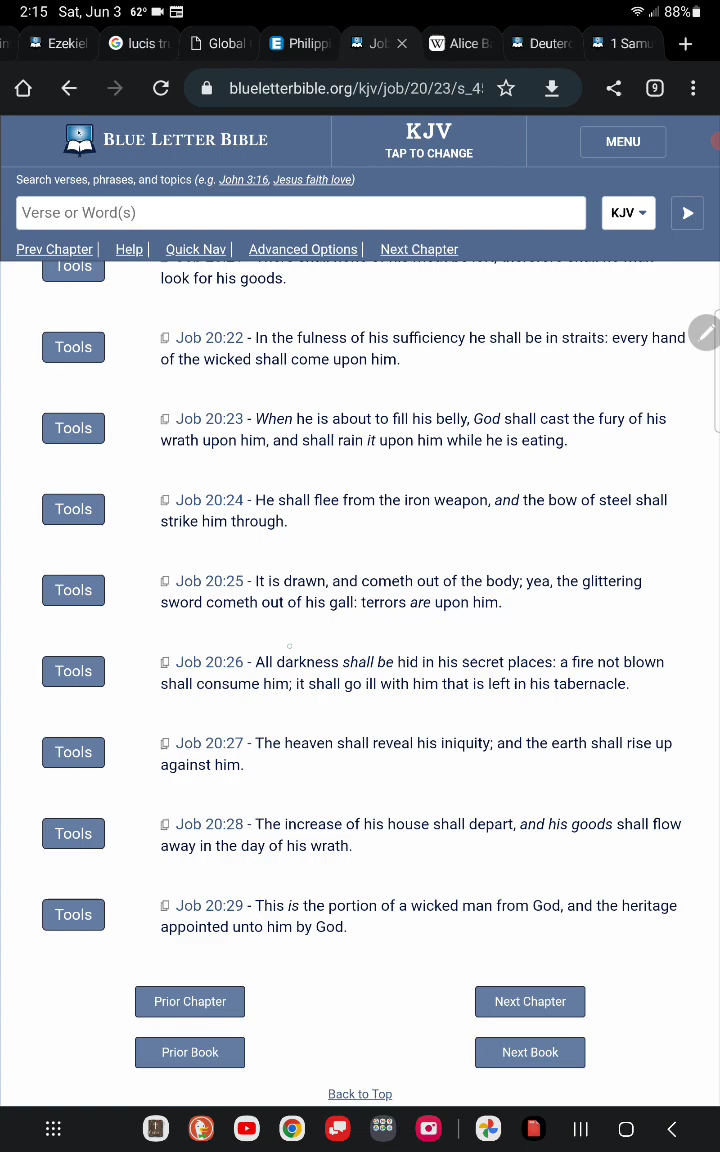 2:15 Sat, Jun 3 62° 88%
Ezekiel lucis tr Global Philippi Jo Alice B Deutero 1 Samu
blueletterbible.org/kjv/job/20/23/s_45 9
BLUE LETTER BIBLE KJV MENU
TAP TO CHANGE
Search verses, phrases, and topics (e.g. John 3:16, Jesus faith love)
Verse or Word(s) KJV
Prev Chapter | Help | Quick Nav | Advanced Options | Next Chapter
Tools
look for his goods.
Tools Job 20:22 - In the fulness of his sufficiency he shall be in straits: every hand
of the wicked shall come upon him.
Tools Job 20:23 - When he is about to fill his belly, God shall cast the fury of his
wrath upon him, and shall rain it upon him while he is eating.
Tools Job 20:24 - He shall flee from the iron weapon, and the bow of steel shall
strike him through.
Tools Job 20:25 - It is drawn, and cometh out of the body; yea, the glittering
sword cometh out of his gall: terrors are upon him.
Tools Job 20:26 - All darkness shall be hid in his secret places: a fire not blown
shall consume him; it shall go ill with him that is left in his tabernacle.
Tools Job 20:27 - The heaven shall reveal his iniquity; and the earth shall rise up
against him.
Tools Job 20:28 - The increase of his house shall depart, and his goods shall flow
away in the day of his wrath.
Tools Job 20:29 - This is the portion of a wicked man from God, and the heritage
appointed unto him by God.
Prior Chapter Next Chapter
Prior Book Next Book
Back to Top